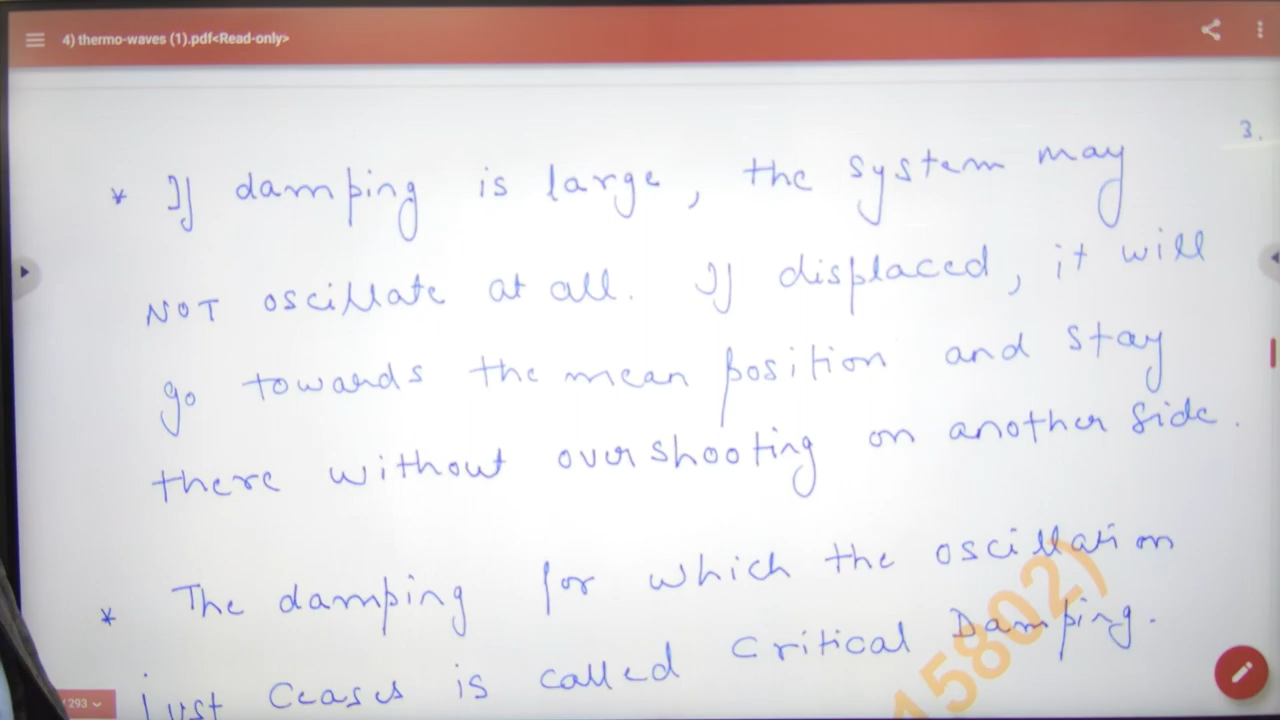 4) thermo-waves (1).pdf<Read-only>
3.
* If damping is large, the system may
NOT oscillate at all. If displaced, it will
go towards the mean position and stay
there without overshooting on another side.
* The damping for which the oscillation
just ceases is called Critical Damping.
15802)
293